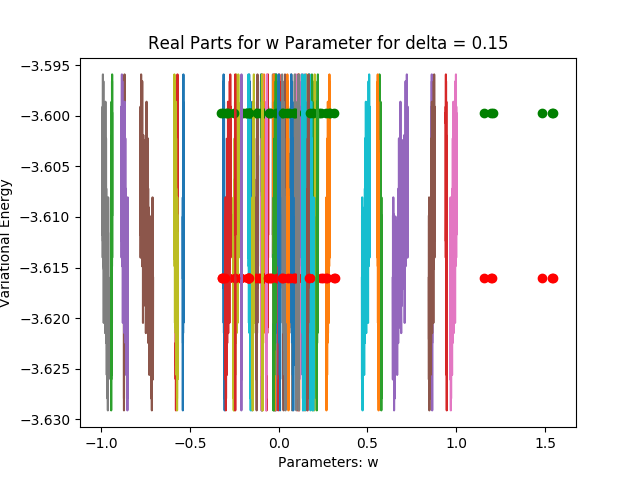 Real Parts for w Parameter for delta = 0.15
−3.595
−3.600
−3.605
−3.610
−3.615
−3.620
−3.625
−3.630
Variational Energy
−1.0 −0.5 0.0 0.5 1.0 1.5
Parameters: w